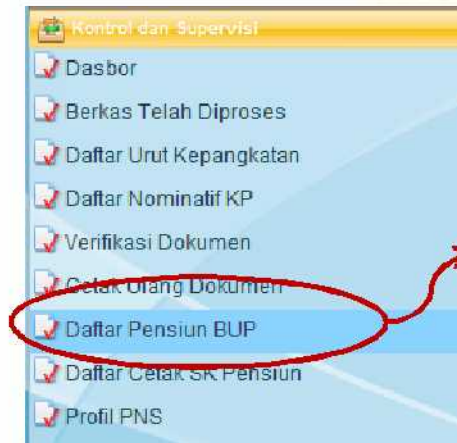 Kontrol dan Supervisi
Dasbor
Berkas Telah Diproses
Daftar Urut Kepangkatan
Daftar Nominatif KP
Verifikasi Dokumen
Cetak Ulang Dokumen
Daftar Pensiun BUP
Daftar Cetak SK Pensiun
Profil PNS